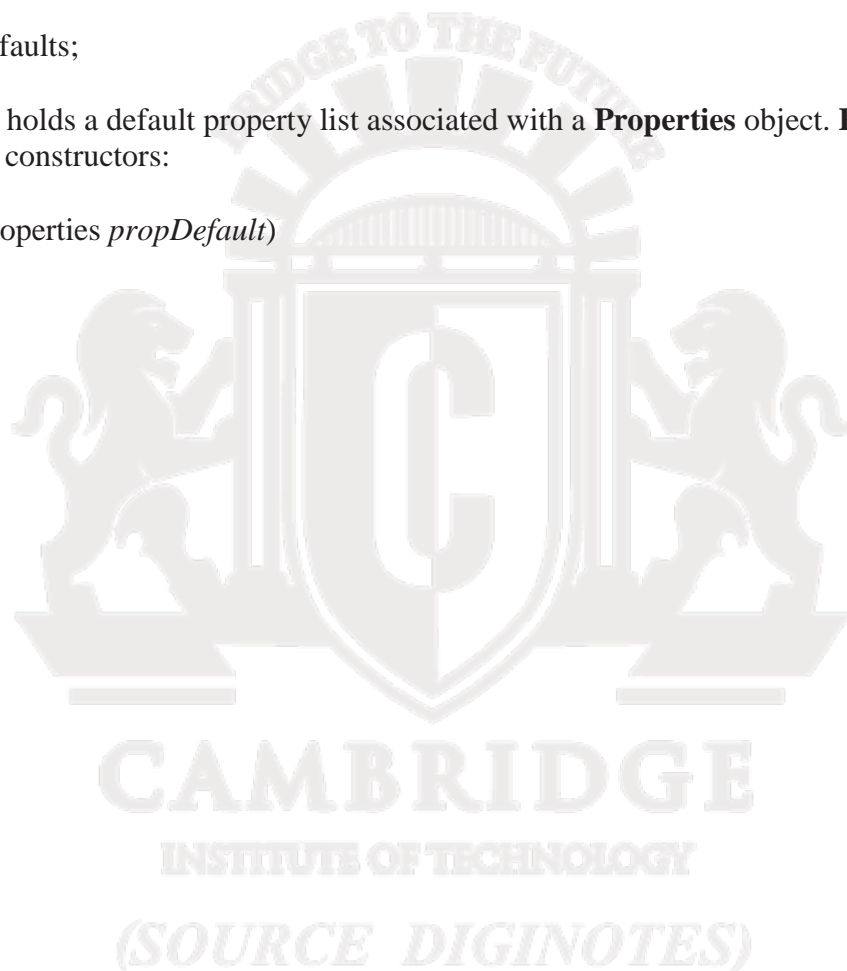 BRIDGE TO THE FUTURE
faults;
holds a default property list associated with a Properties object.
constructors:
operties propDefault)
C
CAMBRIDGE
INSTITUTE OF TECHNOLOGY
(SOURCE DIGINOTES)